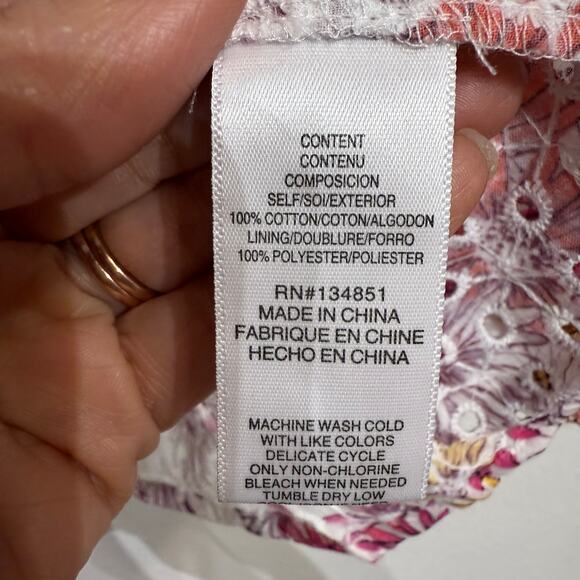 CONTENT
CONTENU
COMPOSICION
SELF/SOI/EXTERIOR
100% COTTON/COTON/ALGODON
LINING/DOUBLURE/FORRO
100% POLYESTER/POLIESTER
RN#134851
MADE IN CHINA
FABRIQUE EN CHINE
HECHO EN CHINA
MACHINE WASH COLD
WITH LIKE COLORS
DELICATE CYCLE
ONLY NON-CHLORINE
BLEACH WHEN NEEDED
TUMBLE DRY LOW